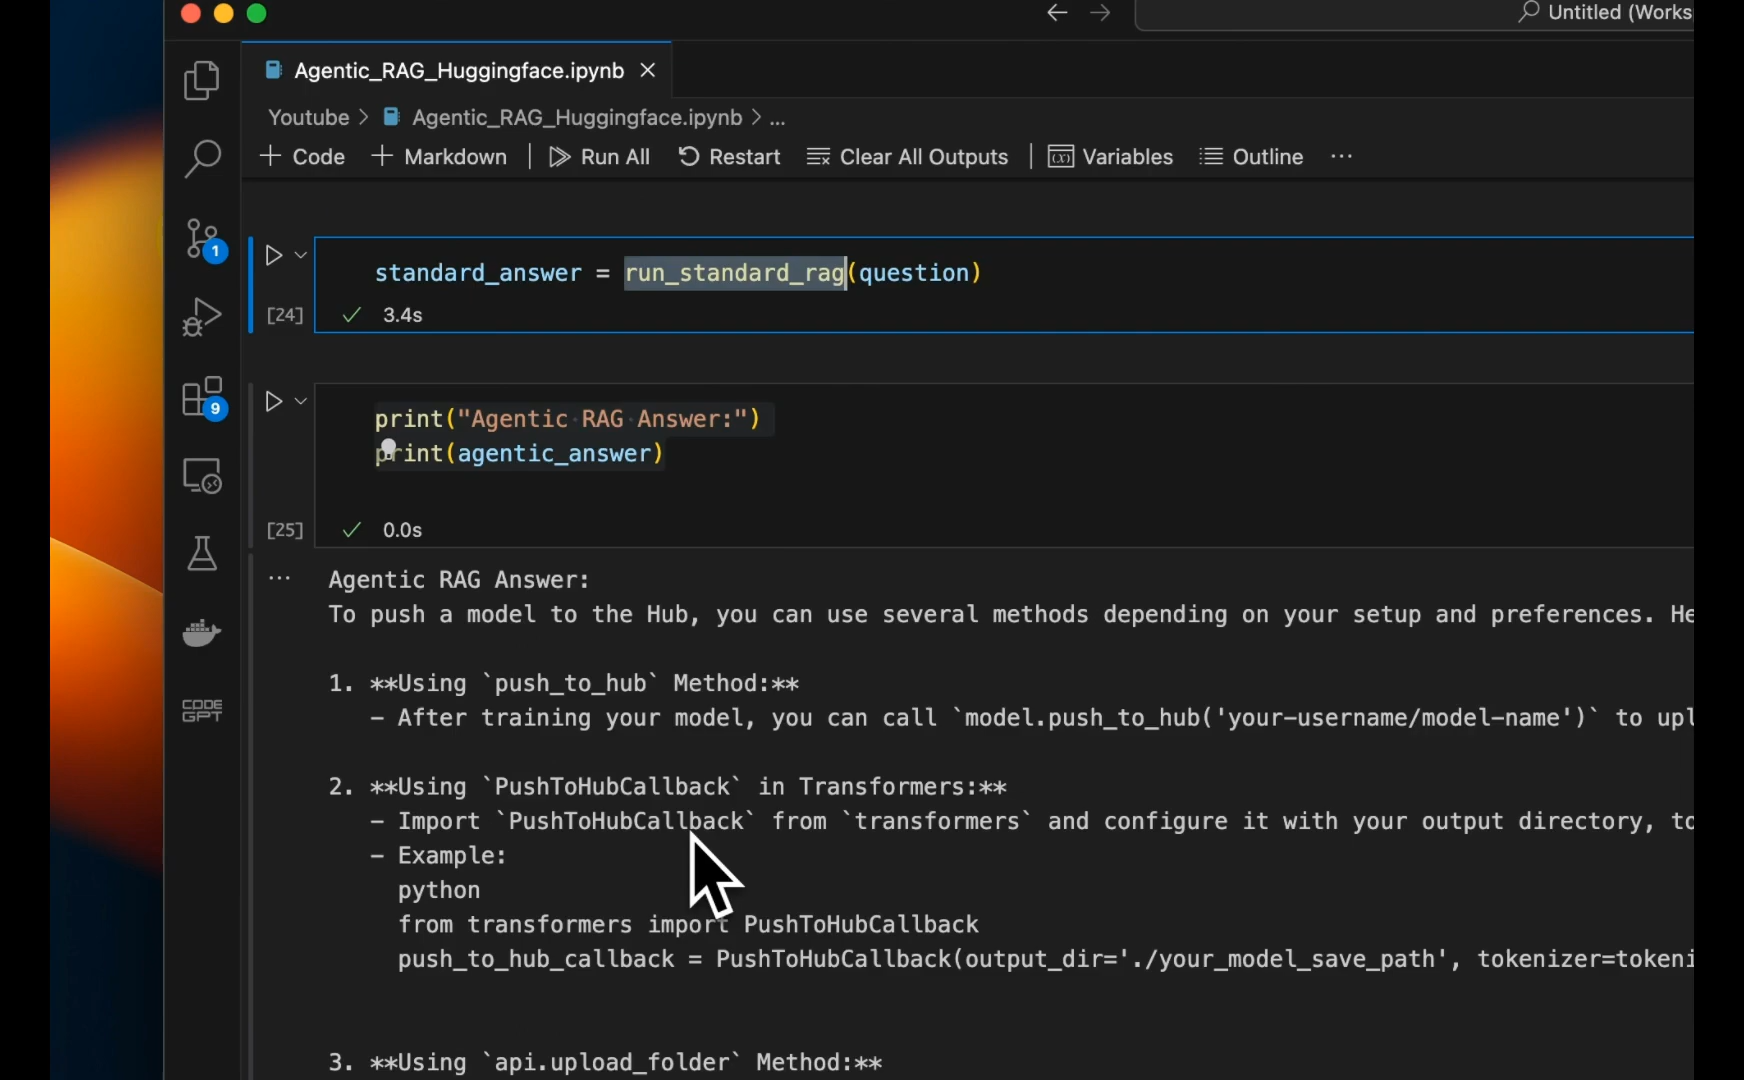 Untitled (Works
Agentic_RAG_Huggingface.ipynb
Youtube > Agentic_RAG_Huggingface.ipynb > ...
+ Code + Markdown | Run All Restart Clear All Outputs | (x) Variables Outline ...
standard_answer = run_standard_rag(question)
[24] ✓ 3.4s
1
print("Agentic RAG Answer:")
9
print(agentic_answer)
[25] ✓ 0.0s
... Agentic RAG Answer:
To push a model to the Hub, you can use several methods depending on your setup and preferences. He
1. **Using `push_to_hub` Method:**
– After training your model, you can call `model.push_to_hub('your-username/model-name')` to upl
CODE
GPT
2. **Using `PushToHubCallback` in Transformers:**
– Import `PushToHubCallback` from `transformers` and configure it with your output directory, to
– Example:
python
from transformers import PushToHubCallback
push_to_hub_callback = PushToHubCallback(output_dir='./your_model_save_path', tokenizer=tokeni
3. **Using `api.upload_folder` Method:**